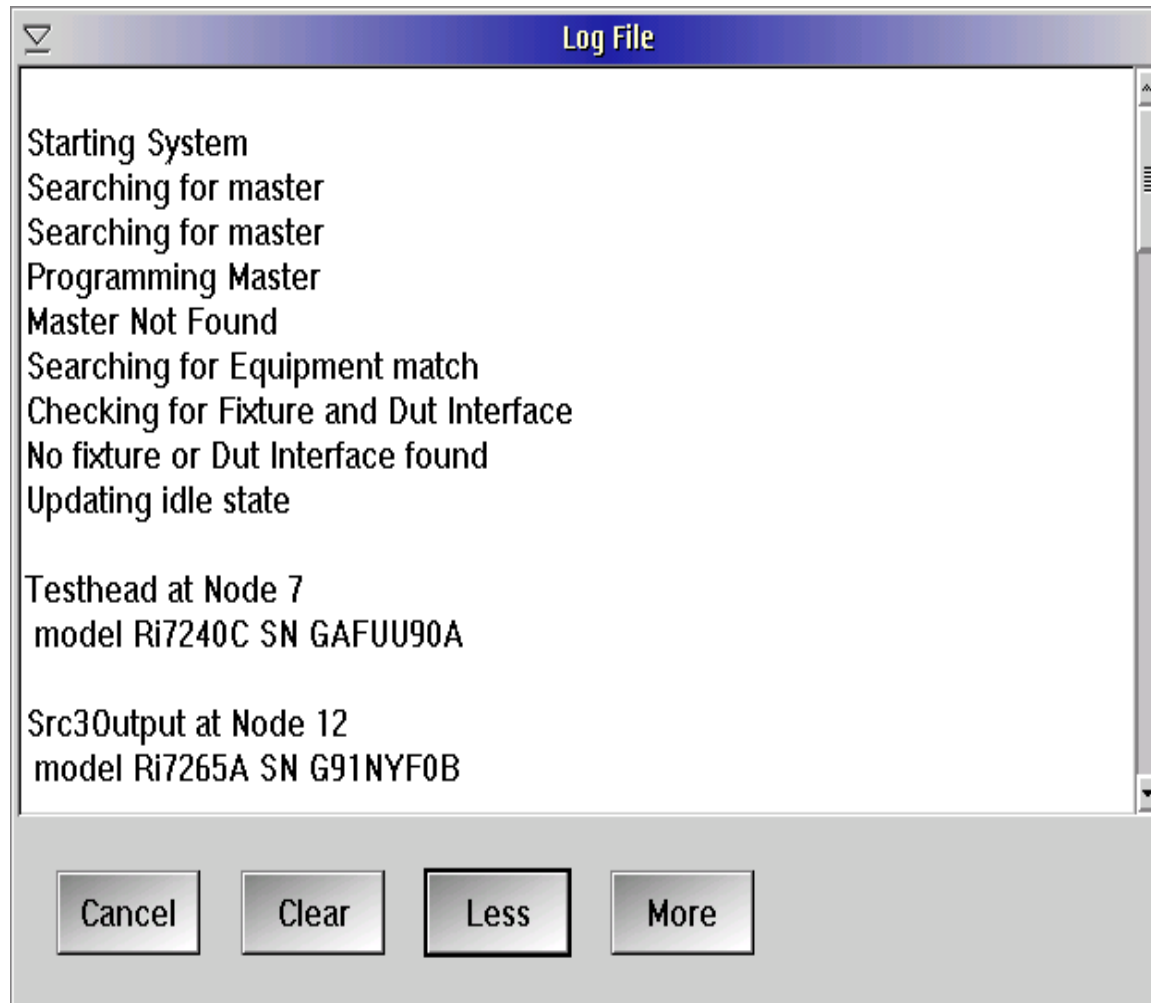 Log File
Starting System
Searching for master
Searching for master
Programming Master
Master Not Found
Searching for Equipment match
Checking for Fixture and Dut Interface
No fixture or Dut Interface found
Updating idle state
Testhead at Node 7
model Ri7240C SN GAFUU90A
Src3Output at Node 12
model Ri7265A SN G91NYF0B
Cancel Clear Less More